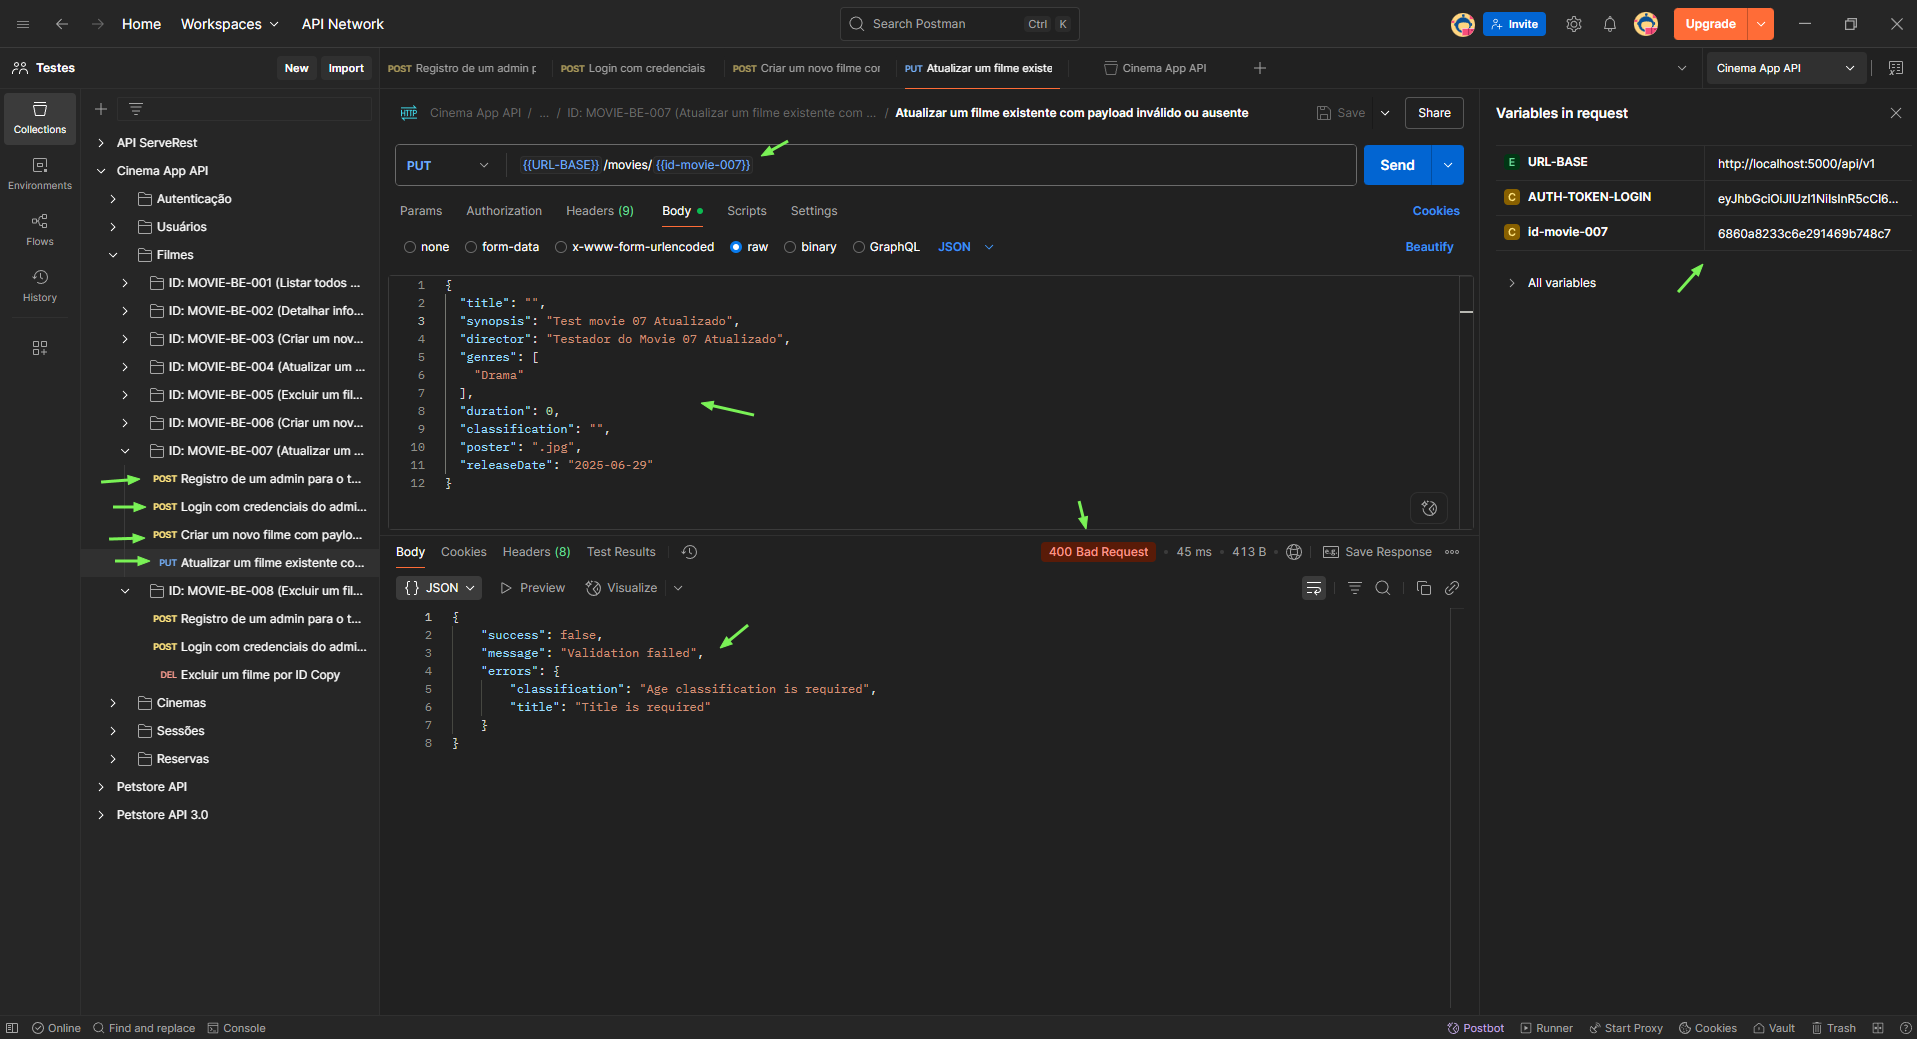 Home Workspaces API Network
Search Postman Ctrl K
Invite
Upgrade
Testes New Import
POST Registro de um admin p
POST Login com credenciais
POST Criar um novo filme cor
PUT Atualizar um filme existe
Cinema App API
Cinema App API
Collections
Environments
Flows
History
API ServeRest
Cinema App API
Autenticação
Usuários
Filmes
ID: MOVIE-BE-001 (Listar todos ...
ID: MOVIE-BE-002 (Detalhar info...
ID: MOVIE-BE-003 (Criar um nov...
ID: MOVIE-BE-004 (Atualizar um ...
ID: MOVIE-BE-005 (Excluir um fil...
ID: MOVIE-BE-006 (Criar um nov...
ID: MOVIE-BE-007 (Atualizar um ...
POST Registro de um admin para o t...
POST Login com credenciais do admi...
POST Criar um novo filme com paylo...
PUT Atualizar um filme existente co...
ID: MOVIE-BE-008 (Excluir um fil...
POST Registro de um admin para o t...
POST Login com credenciais do admi...
DEL Excluir um filme por ID Copy
Cinemas
Sessões
Reservas
Petstore API
Petstore API 3.0
HTTP Cinema App API / ... / ID: MOVIE-BE-007 (Atualizar um filme existente com ... / Atualizar um filme existente com payload inválido ou ausente
Save Share
PUT {{URL-BASE}} /movies/ {{id-movie-007}}
Send
Params Authorization Headers (9) Body Scripts Settings Cookies
none form-data x-www-form-urlencoded raw binary GraphQL JSON Beautify
1 {
2 "title": "",
3 "synopsis": "Test movie 07 Atualizado",
4 "director": "Testador do Movie 07 Atualizado",
5 "genres": [
6 "Drama"
7 ],
8 "duration": 0,
9 "classification": "",
10 "poster": ".jpg",
11 "releaseDate": "2025-06-29"
12 }
Body Cookies Headers (8) Test Results
400 Bad Request 45 ms 413 B e.g. Save Response
{} JSON Preview Visualize
1 {
2 "success": false,
3 "message": "Validation failed",
4 "errors": {
5 "classification": "Age classification is required",
6 "title": "Title is required"
7 }
8 }
Variables in request
E URL-BASE http://localhost:5000/api/v1
C AUTH-TOKEN-LOGIN eyJhbGciOiJIUzI1NiIsInR5cCI6...
C id-movie-007 6860a8233c6e291469b748c7
All variables
Online Find and replace Console
Postbot Runner Start Proxy Cookies Vault Trash